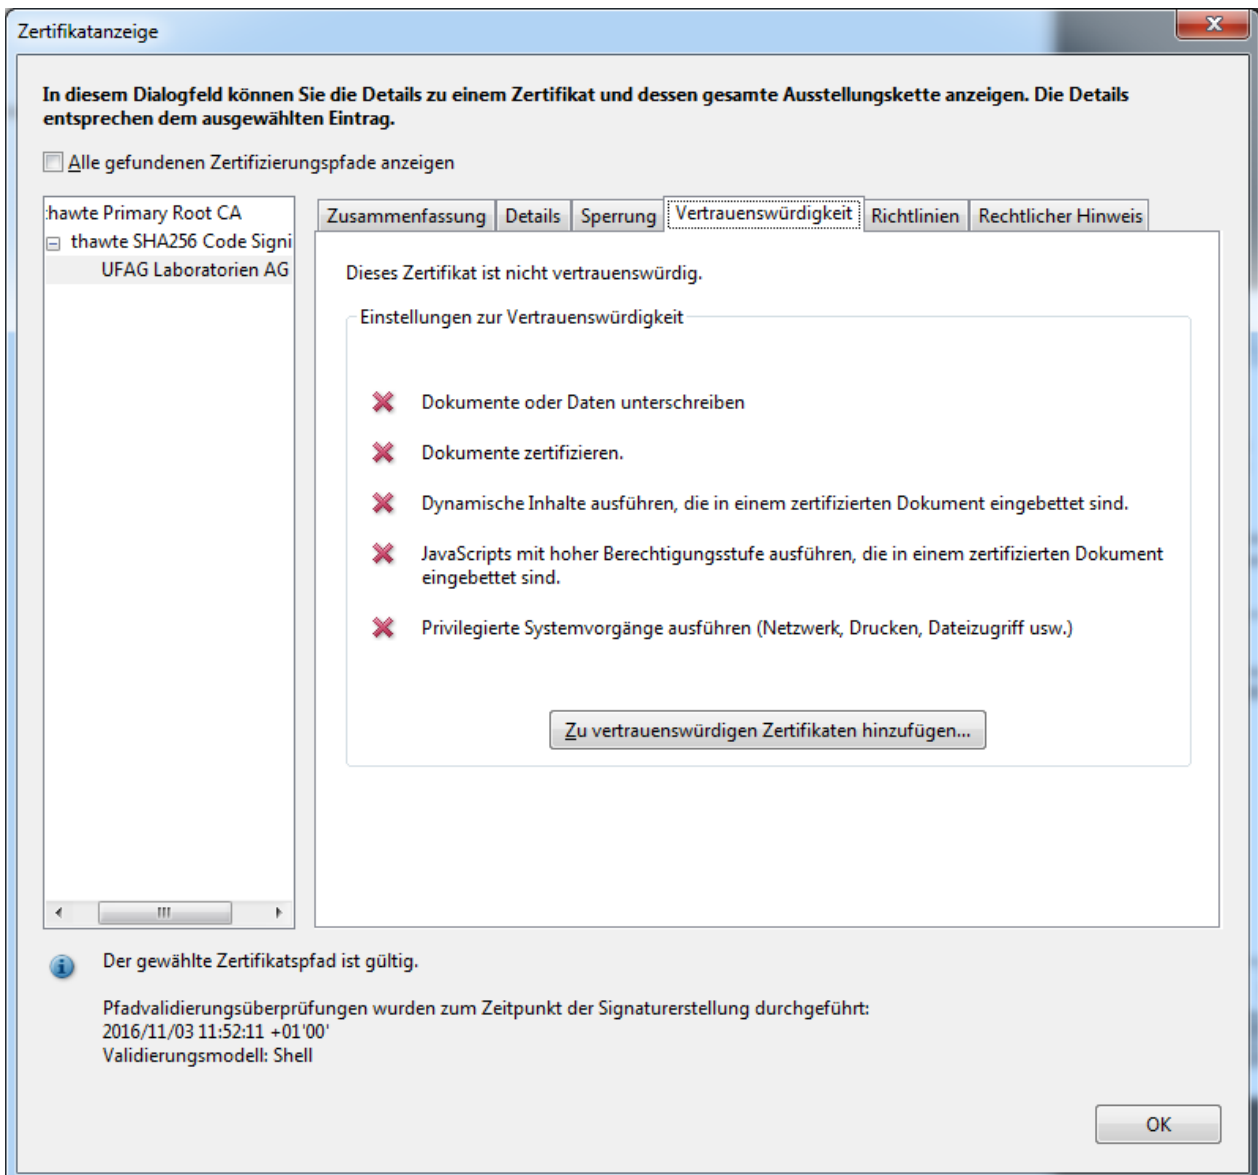 Zertifikatanzeige
In diesem Dialogfeld können Sie die Details zu einem Zertifikat und dessen gesamte Ausstellungskette anzeigen. Die Details
entsprechen dem ausgewählten Eintrag.
Alle gefundenen Zertifizierungspfade anzeigen
hawte Primary Root CA
thawte SHA256 Code Signi
UFAG Laboratorien AG
Zusammenfassung Details Sperrung Vertrauenswürdigkeit Richtlinien Rechtlicher Hinweis
Dieses Zertifikat ist nicht vertrauenswürdig.
Einstellungen zur Vertrauenswürdigkeit
Dokumente oder Daten unterschreiben
Dokumente zertifizieren.
Dynamische Inhalte ausführen, die in einem zertifizierten Dokument eingebettet sind.
JavaScripts mit hoher Berechtigungsstufe ausführen, die in einem zertifizierten Dokument
eingebettet sind.
Privilegierte Systemvorgänge ausführen (Netzwerk, Drucken, Dateizugriff usw.)
Zu vertrauenswürdigen Zertifikaten hinzufügen...
Der gewählte Zertifikatspfad ist gültig.
Pfadvalidierungsüberprüfungen wurden zum Zeitpunkt der Signaturerstellung durchgeführt:
2016/11/03 11:52:11 +01'00'
Validierungsmodell: Shell
OK